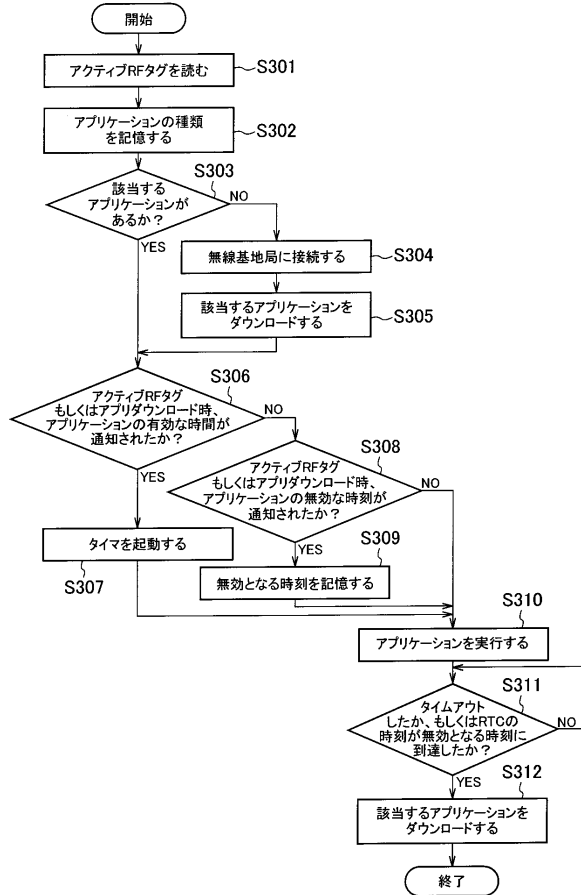 開始
アクティブRFタグを読む
S301
アプリケーションの種類
を記憶する
S302
S303
該当する
アプリケーションが
あるか?
NO
YES
無線基地局に接続する
S304
該当するアプリケーションを
ダウンロードする
S305
S306
アクティブRFタグ
もしくはアプリダウンロード時、
アプリケーションの有効な時間が
通知されたか?
NO
YES
S308
アクティブRFタグ
もしくはアプリダウンロード時、
アプリケーションの無効な時刻が
通知されたか?
NO
YES
タイマを起動する
S307
S309
無効となる時刻を記憶する
S310
アプリケーションを実行する
S311
タイムアウト
したか、もしくはRTCの
時刻が無効となる時刻に
到達したか?
NO
YES
S312
該当するアプリケーションを
ダウンロードする
終了